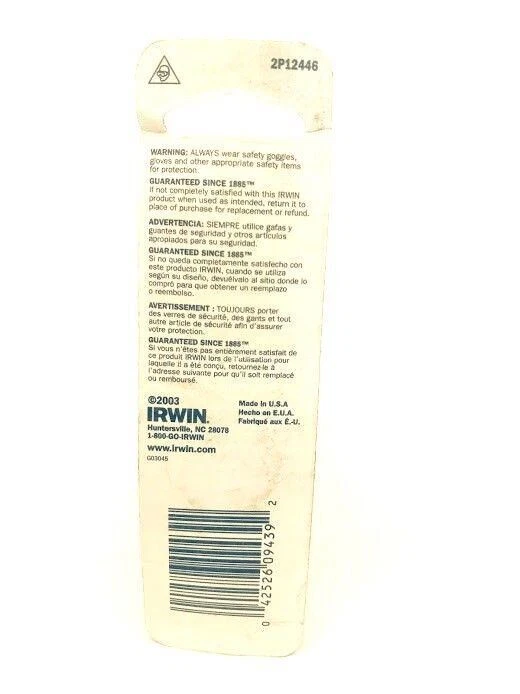 2P12446
WARNING: ALWAYS wear safety goggles,
gloves and other appropriate safety items
for protection.
GUARANTEED SINCE 1885™
If not completely satisfied with this IRWIN
product when used as intended, return it to
place of purchase for replacement or refund.
ADVERTENCIA: SIEMPRE utilice gafas y
guantes de seguridad y otros artículos
apropiados para su seguridad.
GUARANTEED SINCE 1885™
Si no queda completamente satisfecho con
este producto IRWIN, cuando se utiliza
según su diseño, devuélvalo al sitio donde lo
compró para que obtener un reemplazo
o reembolso.
AVERTISSEMENT : TOUJOURS porter
des verres de sécurité, des gants et tout
autre article de sécurité afin d'assurer
votre protection.
GUARANTEED SINCE 1885™
Si vous n'êtes pas entièrement satisfait de
ce produit IRWIN lors de l'utilisation pour
laquelle il a été conçu, retournez-le à
l'adresse suivante pour qu'il soit remplacé
ou remboursé.
©2003
IRWIN.
Huntersville, NC 28078
1-800-GO-IRWIN
www.irwin.com
G03045
Made in U.S.A
Hecho en E.U.A.
Fabriqué aux É.-U.
0 42526 09439 2